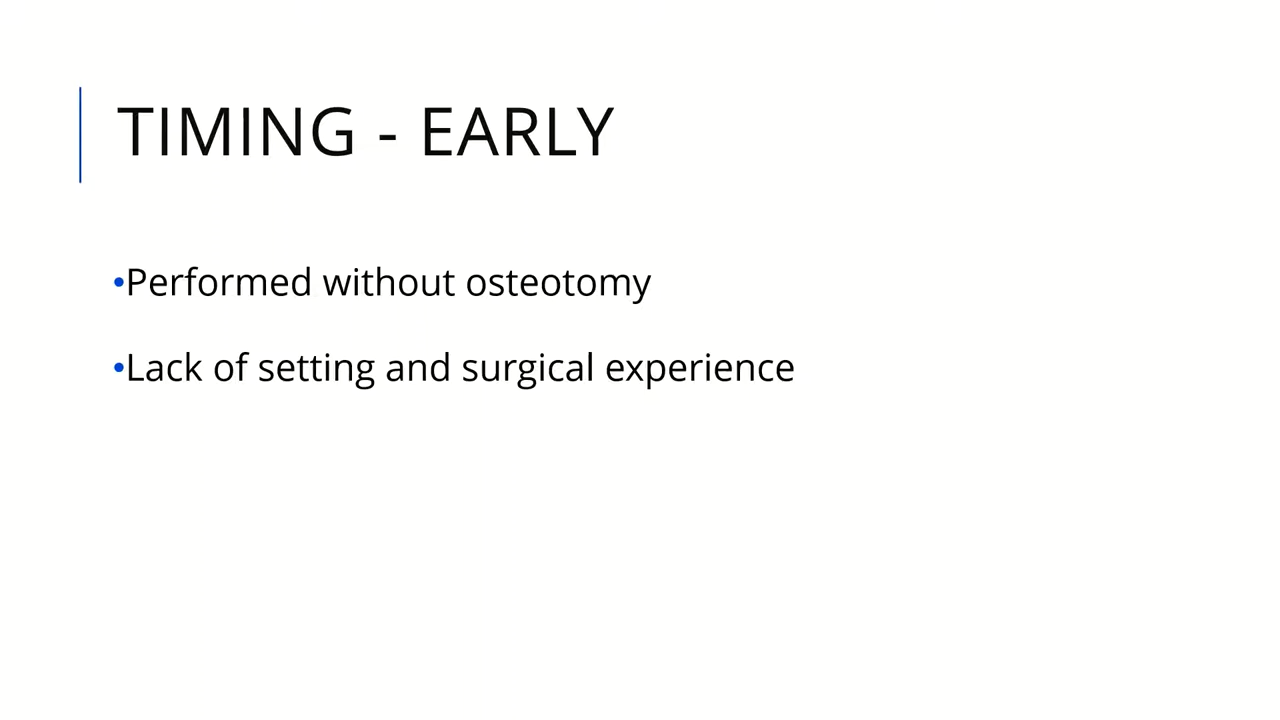 TIMING - EARLY
•Performed without osteotomy
•Lack of setting and surgical experience